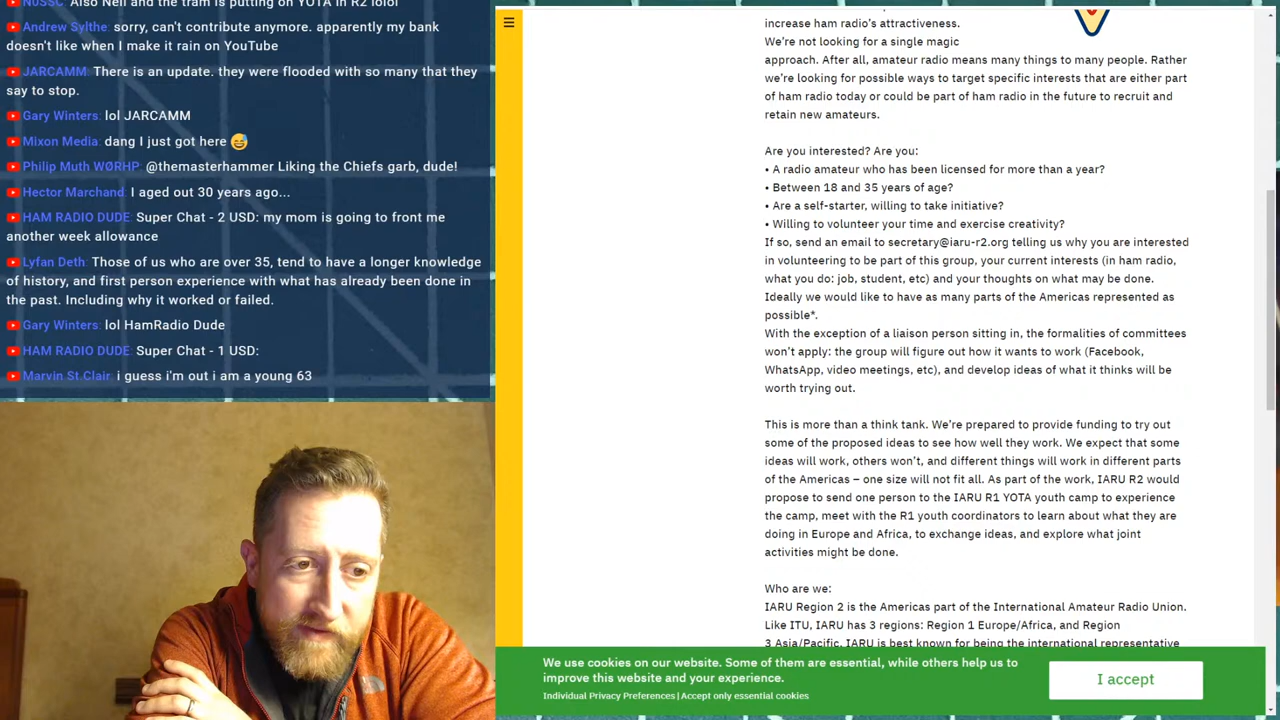 N0SSC: Also Neil and the tram is putting on YOTA in R2 lolol
Andrew Sylthe: sorry, can't contribute anymore. apparently my bank
doesn't like when I make it rain on YouTube
JARCAMM: There is an update. they were flooded with so many that they
say to stop.
Gary Winters: lol JARCAMM
Mixon Media: dang I just got here 😅
Philip Muth WØRHP: @themasterhammer Liking the Chiefs garb, dude!
Hector Marchand: I aged out 30 years ago...
HAM RADIO DUDE: Super Chat - 2 USD: my mom is going to front me
another week allowance
Lyfan Deth: Those of us who are over 35, tend to have a longer knowledge
of history, and first person experience with what has already been done in
the past. Including why it worked or failed.
Gary Winters: lol HamRadio Dude
HAM RADIO DUDE: Super Chat - 1 USD:
Marvin St.Clair: i guess i'm out i am a young 63
increase ham radio's attractiveness.
We're not looking for a single magic
approach. After all, amateur radio means many things to many people. Rather
we're looking for possible ways to target specific interests that are either part
of ham radio today or could be part of ham radio in the future to recruit and
retain new amateurs.
Are you interested? Are you:
• A radio amateur who has been licensed for more than a year?
• Between 18 and 35 years of age?
• Are a self-starter, willing to take initiative?
• Willing to volunteer your time and exercise creativity?
If so, send an email to secretary@iaru-r2.org telling us why you are interested
in volunteering to be part of this group, your current interests (in ham radio,
what you do: job, student, etc) and your thoughts on what may be done.
Ideally we would like to have as many parts of the Americas represented as
possible*.
With the exception of a liaison person sitting in, the formalities of committees
won't apply: the group will figure out how it wants to work (Facebook,
WhatsApp, video meetings, etc), and develop ideas of what it thinks will be
worth trying out.
This is more than a think tank. We're prepared to provide funding to try out
some of the proposed ideas to see how well they work. We expect that some
ideas will work, others won't, and different things will work in different parts
of the Americas – one size will not fit all. As part of the work, IARU R2 would
propose to send one person to the IARU R1 YOTA youth camp to experience
the camp, meet with the R1 youth coordinators to learn about what they are
doing in Europe and Africa, to exchange ideas, and explore what joint
activities might be done.
Who are we:
IARU Region 2 is the Americas part of the International Amateur Radio Union.
Like ITU, IARU has 3 regions: Region 1 Europe/Africa, and Region
3 Asia/Pacific. IARU is best known for being the international representative
We use cookies on our website. Some of them are essential, while others help us to
improve this website and your experience.
Individual Privacy Preferences | Accept only essential cookies
I accept